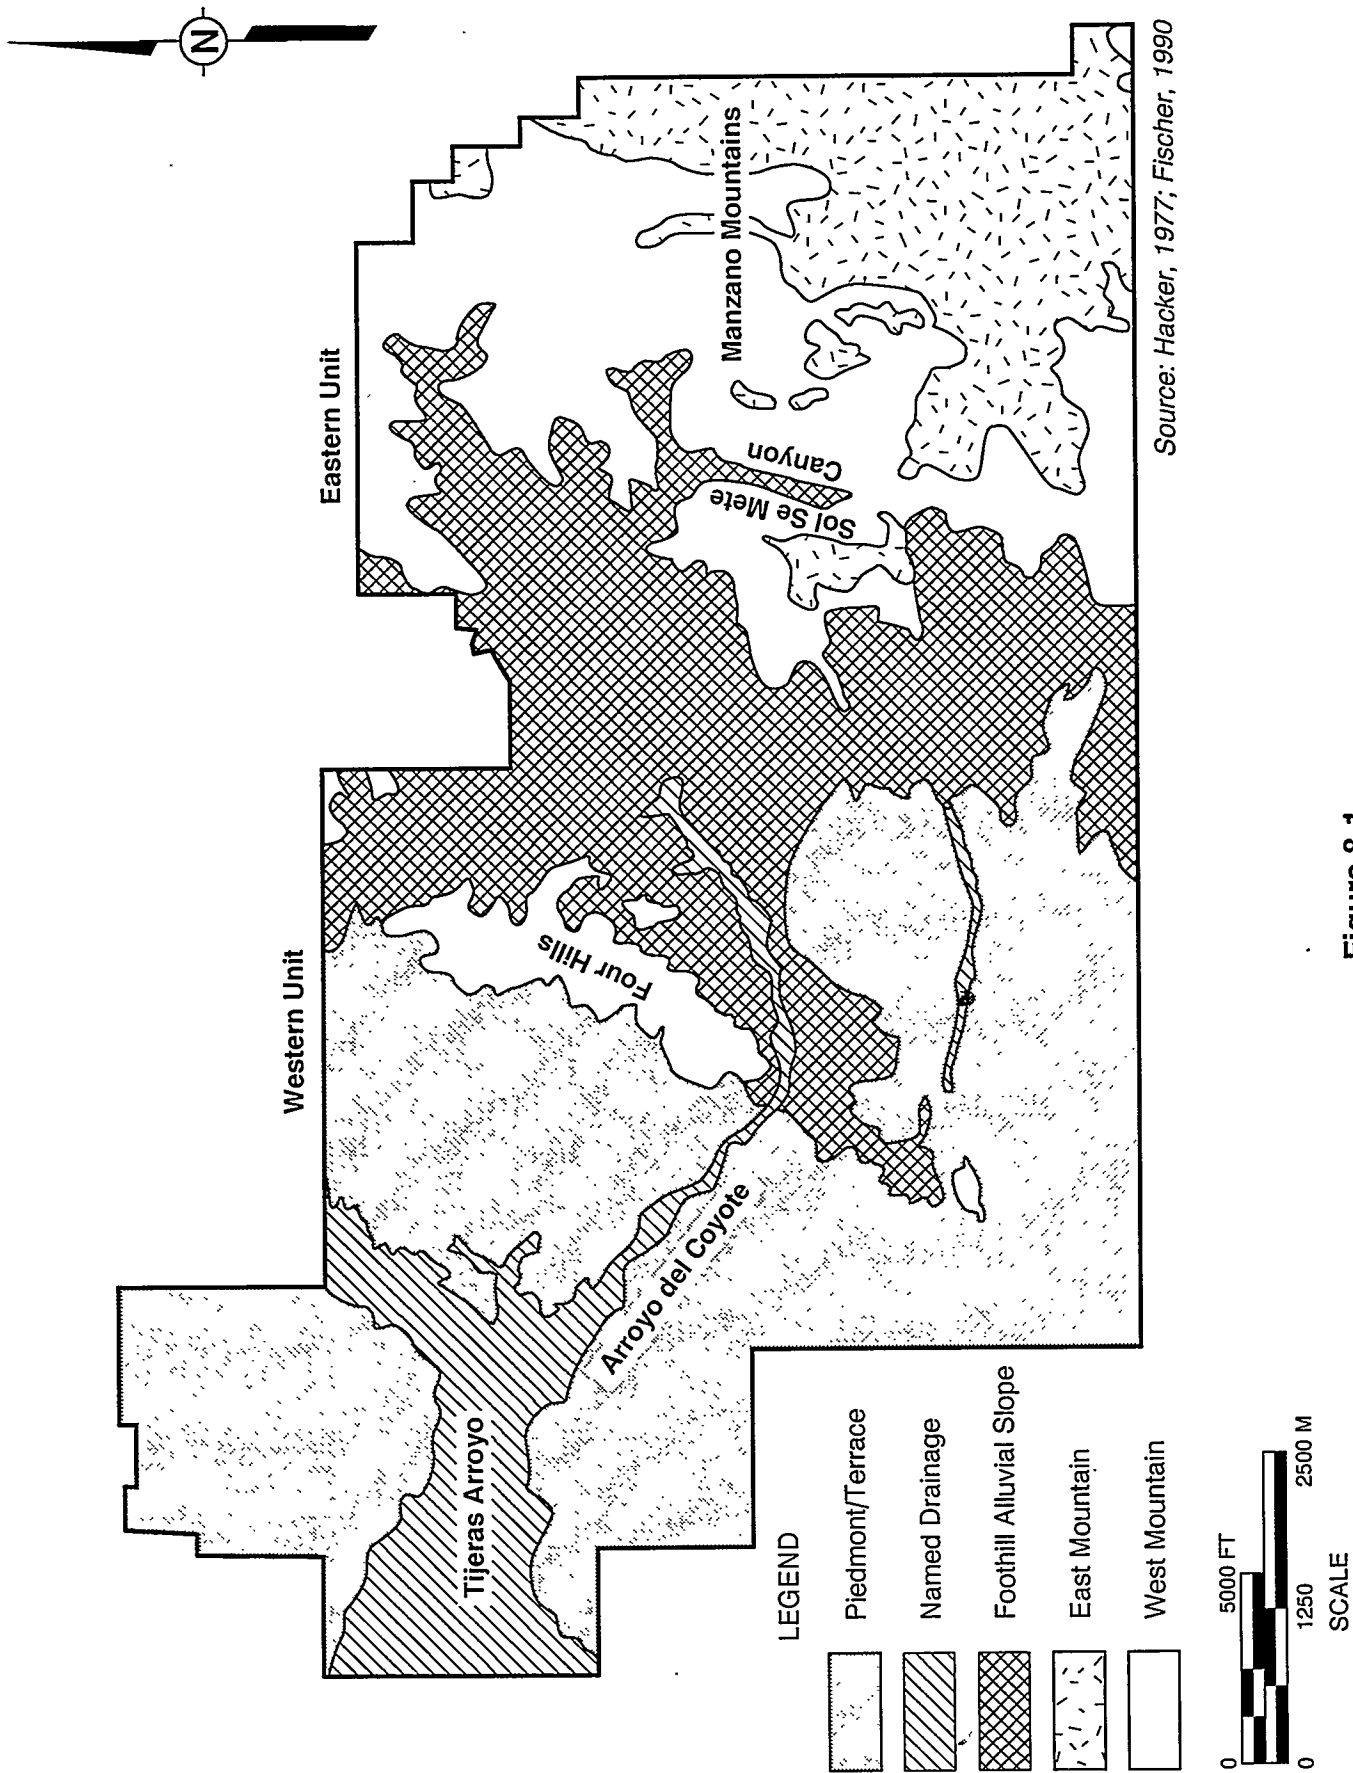 N
Eastern Unit
Western Unit
Manzano Mountains
Canyon
Sol Se Mete
Four Hills
Arroyo del Coyote
Tijeras Arroyo
LEGEND
Piedmont/Terrace
Named Drainage
Foothill Alluvial Slope
East Mountain
West Mountain
0 5000 FT
0 1250 2500 M
SCALE
Source: Hacker, 1977; Fischer, 1990